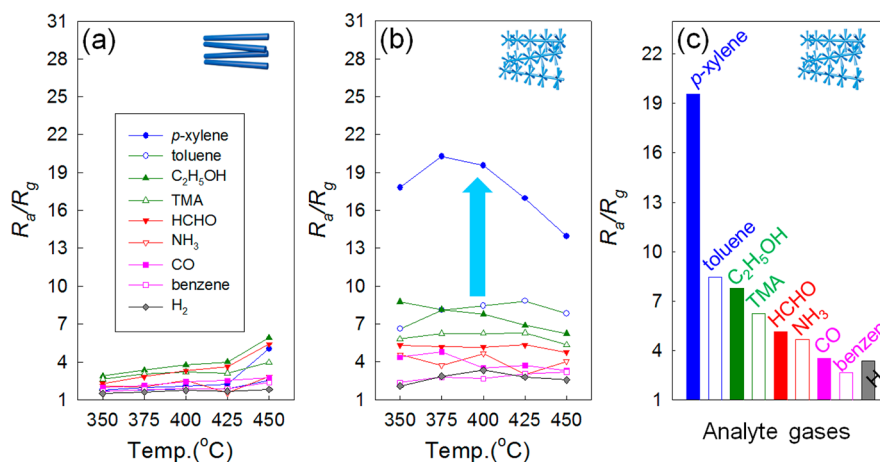 (a)
31
28
25
22
19
16
13
10
7
4
1
Ra/Rg
p-xylene
toluene
C2H5OH
TMA
HCHO
NH3
CO
benzene
H2
350 375 400 425 450
Temp.(oC)
(b)
31
28
25
22
19
16
13
10
7
4
1
Ra/Rg
350 375 400 425 450
Temp.(oC)
(c)
22
19
16
13
10
7
4
1
Ra/Rg
p-xylene
toluene
C2H5OH
TMA
HCHO
NH3
CO
benzen
H
Analyte gases